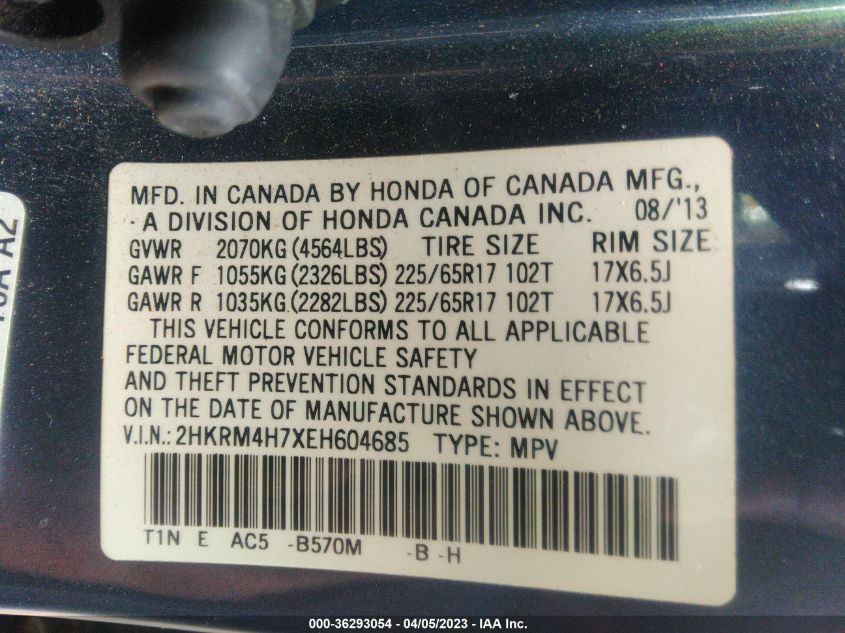 MFD. IN CANADA BY HONDA OF CANADA MFG.,
A DIVISION OF HONDA CANADA INC. 08/'13
GVWR 2070KG (4564LBS) TIRE SIZE RIM SIZE
GAWR F 1055KG (2326LBS) 225/65R17 102T 17X6.5J
GAWR R 1035KG (2282LBS) 225/65R17 102T 17X6.5J
THIS VEHICLE CONFORMS TO ALL APPLICABLE
FEDERAL MOTOR VEHICLE SAFETY
AND THEFT PREVENTION STANDARDS IN EFFECT
ON THE DATE OF MANUFACTURE SHOWN ABOVE.
V.I.N.: 2HKRM4H7XEH604685 TYPE: MPV
T1N E AC5 -B570M -B -H
A2
000-36293054 - 04/05/2023 - IAA Inc.